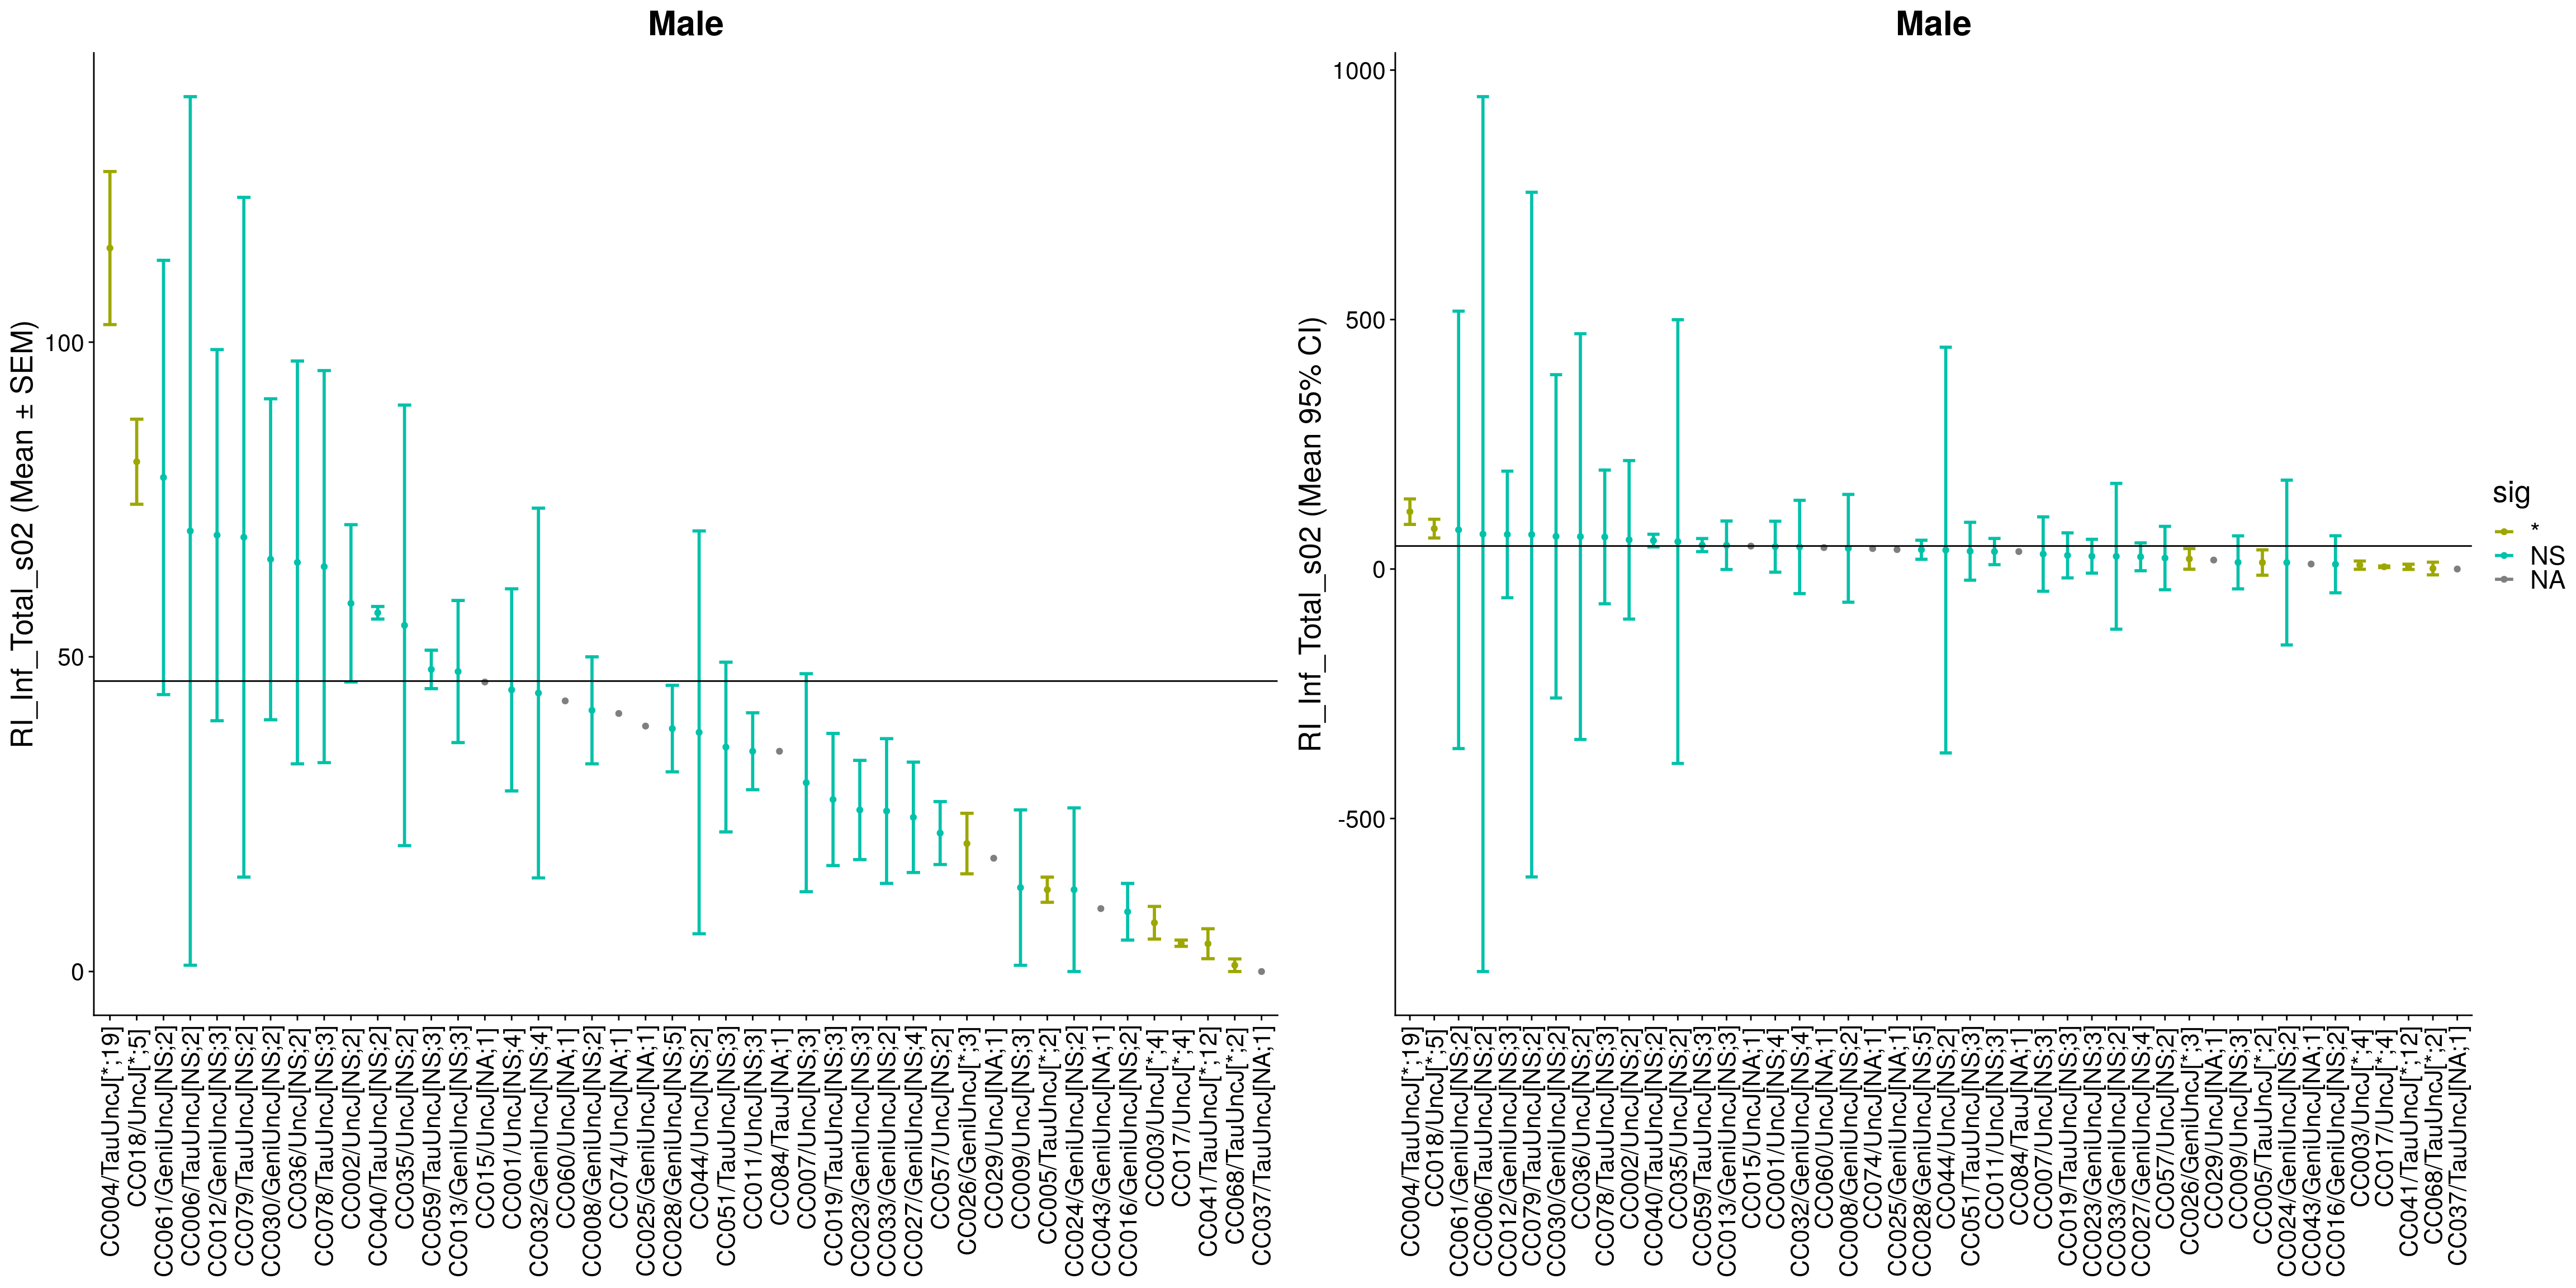 Male
RI_Inf_Total_s02 (Mean ± SEM)
100
50
0
CC004/TauUncJ[*;19]
CC018/UncJ[*;5]
CC061/GeniUncJ[NS;2]
CC006/TauUncJ[NS;2]
CC012/GeniUncJ[NS;3]
CC079/TauUncJ[NS;2]
CC030/GeniUncJ[NS;2]
CC036/UncJ[NS;2]
CC078/TauUncJ[NS;3]
CC002/UncJ[NS;2]
CC040/TauUncJ[NS;2]
CC035/UncJ[NS;2]
CC059/TauUncJ[NS;3]
CC013/GeniUncJ[NS;3]
CC015/UncJ[NA;1]
CC001/UncJ[NS;4]
CC032/GeniUncJ[NS;4]
CC060/UncJ[NA;1]
CC008/GeniUncJ[NS;2]
CC074/UncJ[NA;1]
CC025/GeniUncJ[NA;1]
CC028/GeniUncJ[NS;5]
CC044/UncJ[NS;2]
CC051/TauUncJ[NS;3]
CC011/UncJ[NS;3]
CC084/TauJ[NA;1]
CC007/UncJ[NS;3]
CC019/TauUncJ[NS;3]
CC023/GeniUncJ[NS;3]
CC033/GeniUncJ[NS;2]
CC027/GeniUncJ[NS;4]
CC057/UncJ[NS;2]
CC026/GeniUncJ[*;3]
CC029/UncJ[NA;1]
CC009/UncJ[NS;3]
CC005/TauUncJ[*;2]
CC024/GeniUncJ[NS;2]
CC043/GeniUncJ[NA;1]
CC016/GeniUncJ[NS;2]
CC003/UncJ[*;4]
CC017/UncJ[*;4]
CC041/TauUncJ[*;12]
CC068/TauUncJ[*;2]
CC037/TauUncJ[NA;1]
Male
RI_Inf_Total_s02 (Mean 95% CI)
1000
500
0
-500
CC004/TauUncJ[*;19]
CC018/UncJ[*;5]
CC061/GeniUncJ[NS;2]
CC006/TauUncJ[NS;2]
CC012/GeniUncJ[NS;3]
CC079/TauUncJ[NS;2]
CC030/GeniUncJ[NS;2]
CC036/UncJ[NS;2]
CC078/TauUncJ[NS;3]
CC002/UncJ[NS;2]
CC040/TauUncJ[NS;2]
CC035/UncJ[NS;2]
CC059/TauUncJ[NS;3]
CC013/GeniUncJ[NS;3]
CC015/UncJ[NA;1]
CC001/UncJ[NS;4]
CC032/GeniUncJ[NS;4]
CC060/UncJ[NA;1]
CC008/GeniUncJ[NS;2]
CC074/UncJ[NA;1]
CC025/GeniUncJ[NA;1]
CC028/GeniUncJ[NS;5]
CC044/UncJ[NS;2]
CC051/TauUncJ[NS;3]
CC011/UncJ[NS;3]
CC084/TauJ[NA;1]
CC007/UncJ[NS;3]
CC019/TauUncJ[NS;3]
CC023/GeniUncJ[NS;3]
CC033/GeniUncJ[NS;2]
CC027/GeniUncJ[NS;4]
CC057/UncJ[NS;2]
CC026/GeniUncJ[*;3]
CC029/UncJ[NA;1]
CC009/UncJ[NS;3]
CC005/TauUncJ[*;2]
CC024/GeniUncJ[NS;2]
CC043/GeniUncJ[NA;1]
CC016/GeniUncJ[NS;2]
CC003/UncJ[*;4]
CC017/UncJ[*;4]
CC041/TauUncJ[*;12]
CC068/TauUncJ[*;2]
CC037/TauUncJ[NA;1]
sig
*
NS
NA